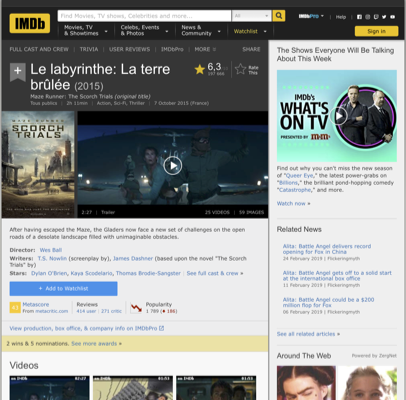 IMDb
Find Movies, TV shows, Celebrities and more...
All
IMDbPro
Help
Movies, TV & Showtimes
Celebs, Events & Photos
News & Community
Watchlist
Sign in
FULL CAST AND CREW | TRIVIA | USER REVIEWS | IMDbPro | MORE
SHARE
Le labyrinthe: La terre brûlée (2015)
6,3
Rate This
Maze Runner: The Scorch Trials (original title)
Tous publics | 2h 11min | Action, Sci-Fi, Thriller | 7 October 2015 (France)
MAZE RUNNER
SCORCH TRIALS
2:27 | Trailer
25 VIDEOS | 59 IMAGES
After having escaped the Maze, the Gladers now face a new set of challenges on the open
roads of a desolate landscape filled with unimaginable obstacles.
Director: Wes Ball
Writers: T.S. Nowlin (screenplay by), James Dashner (based upon the novel "The Scorch
Trials" by)
Stars: Dylan O'Brien, Kaya Scodelario, Thomas Brodie-Sangster | See full cast & crew »
+ Add to Watchlist
Metascore
From metacritic.com
Reviews
414 user | 271 critic
Popularity
1 789
View production, box office, & company info on IMDbPro
2 wins & 5 nominations. See more awards »
Videos
The Shows Everyone Will Be Talking
About This Week
IMDb's
WHAT'S
ON TV
PRESENTED BY
Find out why you can't miss the new season
of "Queer Eye," the latest power-grabs on
"Billions," the brilliant pond-hopping comedy
"Catastrophe," and more.
Watch now »
Related News
Alita: Battle Angel delivers record
opening for Fox in China
24 February 2019 | Flickeringmyth
Alita: Battle Angel gets off to a solid start
at the international box office
11 February 2019 | Flickeringmyth
Alita: Battle Angel could be a $200
million flop for Fox
06 February 2019 | Flickeringmyth
See all related articles »
Around The Web
Powered by ZergNet